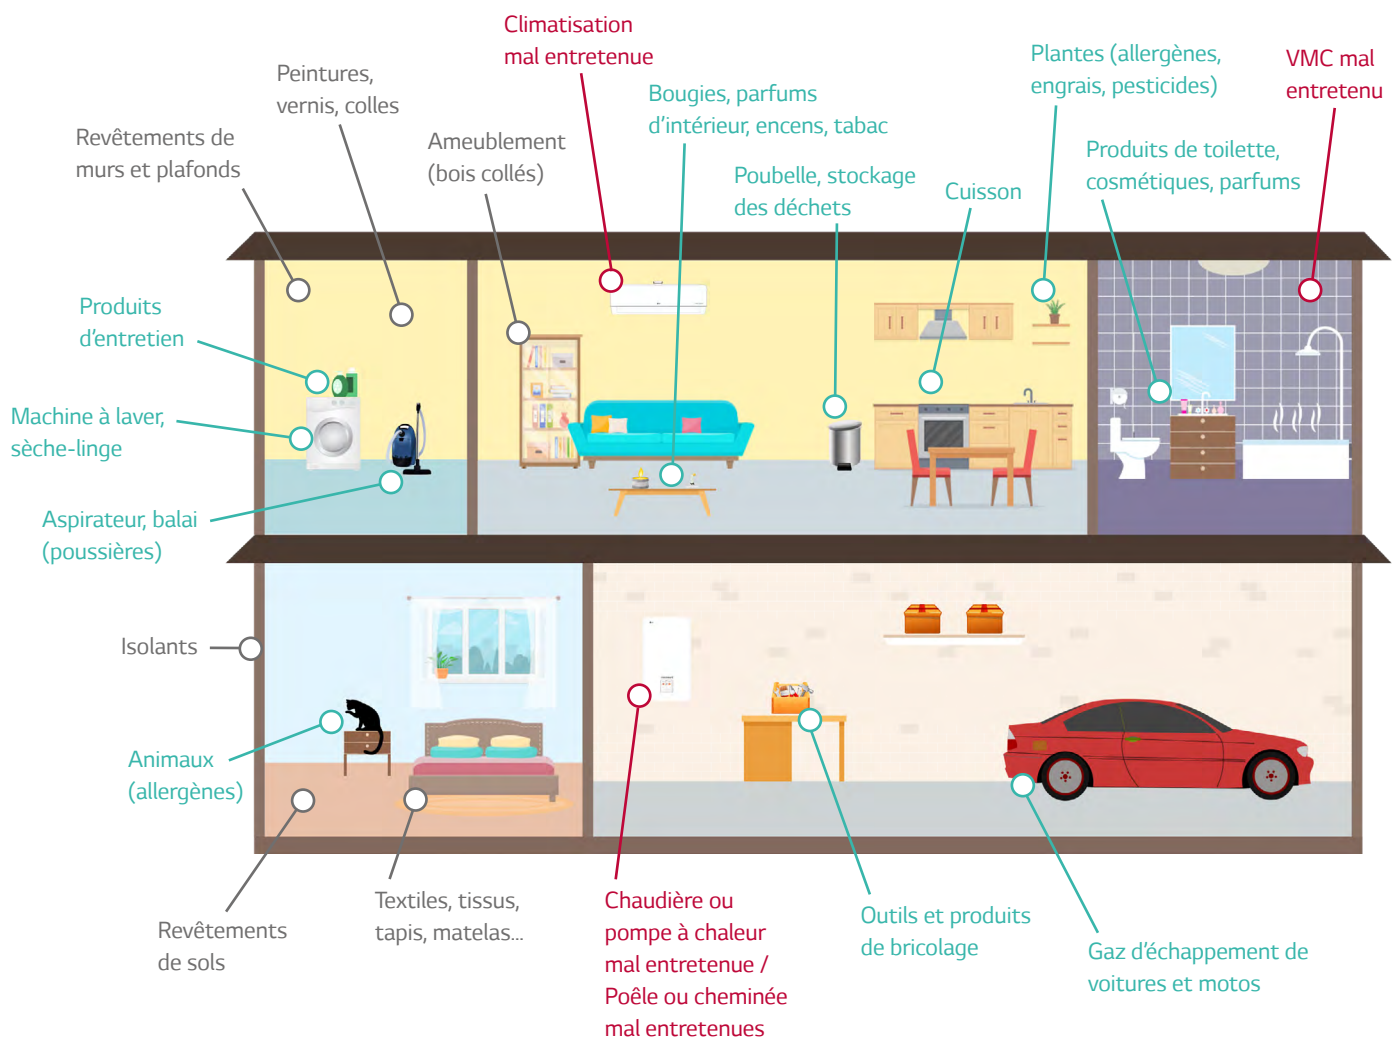 Climatisation
mal entretenue
Peintures,
vernis, colles
Revêtements de
murs et plafonds
Ameublement
(bois collés)
Bougies, parfums
d'intérieur, encens, tabac
Poubelle, stockage
des déchets
Cuisson
Plantes (allergènes,
engrais, pesticides)
VMC mal
entretenu
Produits de toilette,
cosmétiques, parfums
Produits
d'entretien
Machine à laver,
sèche-linge
Aspirateur, balai
(poussières)
Isolants
Animaux
(allergènes)
Revêtements
de sols
Textiles, tissus,
tapis, matelas...
Chaudière ou
pompe à chaleur
mal entretenue /
Poêle ou cheminée
mal entretenues
Outils et produits
de bricolage
Gaz d'échappement de
voitures et motos